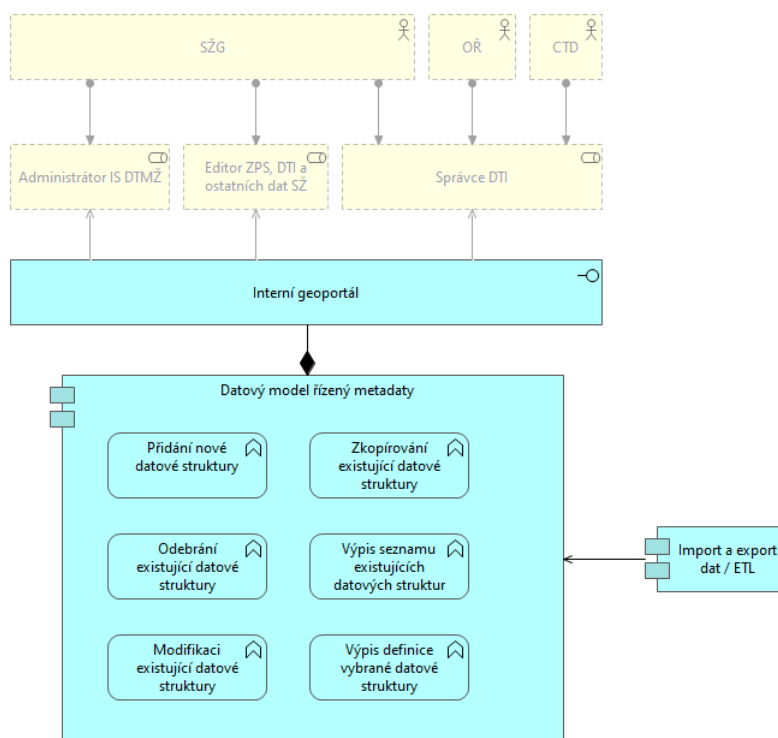 SŽG
OŘ
CTD
Administrátor IS DTMŽ
Editor ZPS, DTI a
ostatních dat SŽ
Správce DTI
Interní geoportál
Datový model řízený metadaty
Přidání nové
datové struktury
Zkopírování
existující datové
struktury
Odebrání
existující datové
struktury
Výpis seznamu
existujících
datových struktur
Modifikaci
existující datové
struktury
Výpis definice
vybrané datové
struktury
Import a export
dat / ETL